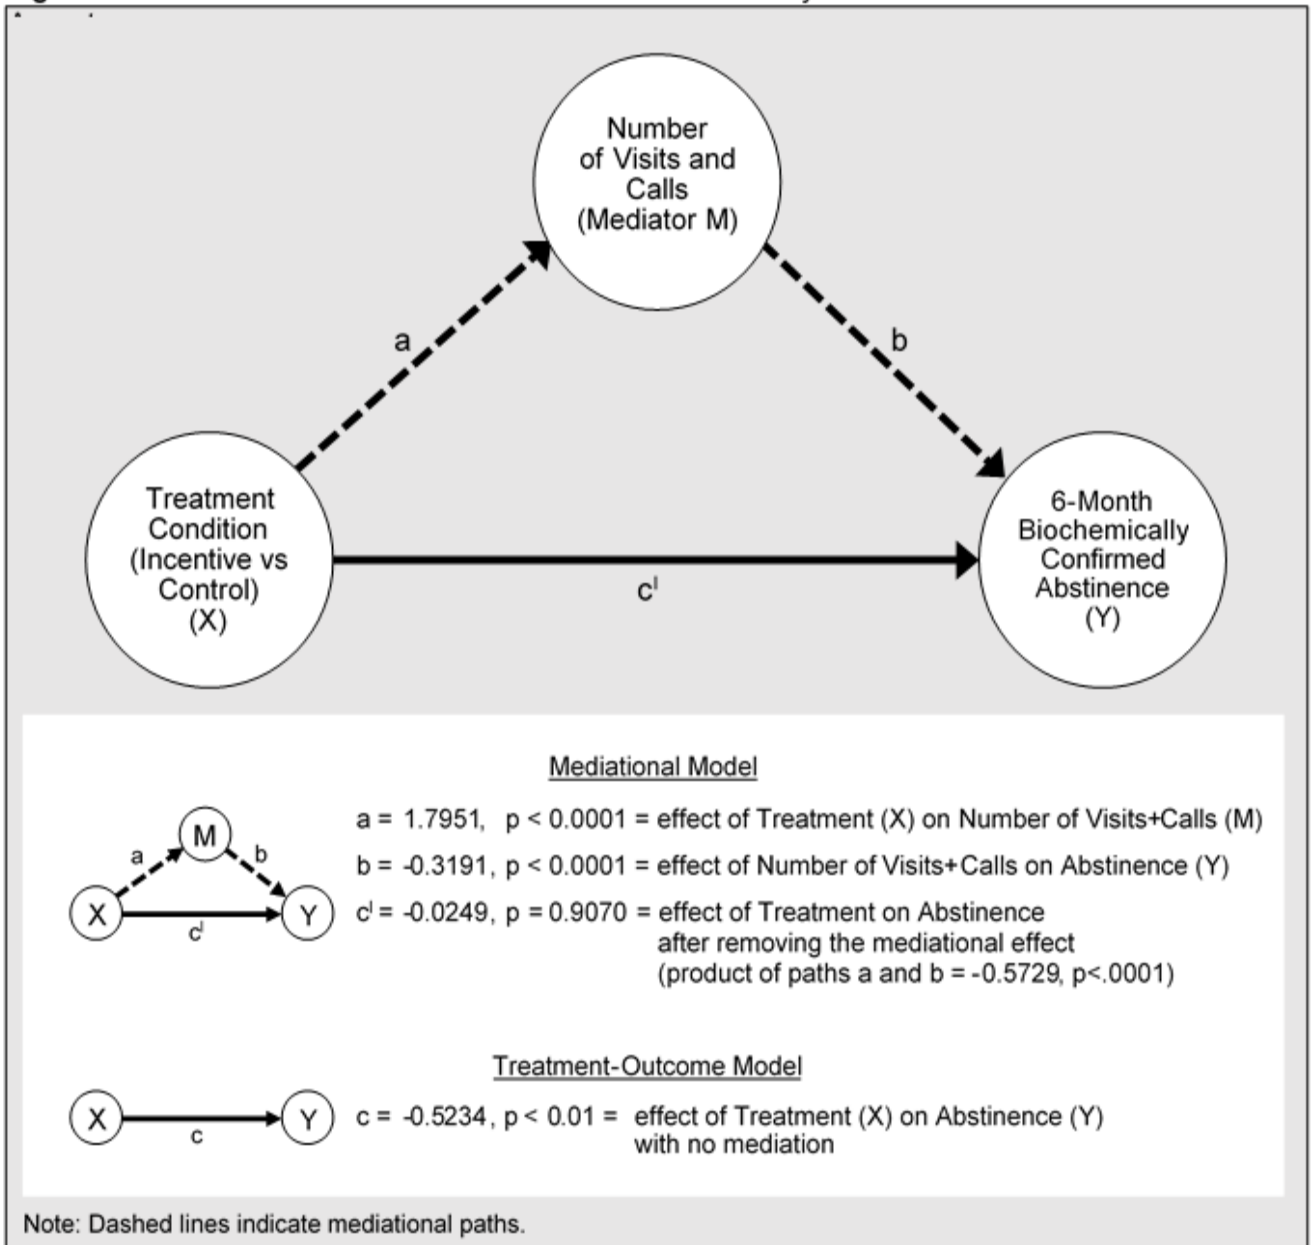 Number
of Visits and
Calls
(Mediator M)
a
b
Treatment
Condition
(Incentive vs
Control)
(X)
c'
6-Month
Biochemically
Confirmed
Abstinence
(Y)
Mediational Model
M
a
b
X
Y
c'
a = 1.7951, p < 0.0001 = effect of Treatment (X) on Number of Visits+Calls (M)
b = -0.3191, p < 0.0001 = effect of Number of Visits+Calls on Abstinence (Y)
c' = -0.0249, p = 0.9070 = effect of Treatment on Abstinence
after removing the mediational effect
(product of paths a and b = -0.5729, p<.0001)
Treatment-Outcome Model
X
Y
c
c = -0.5234, p < 0.01 = effect of Treatment (X) on Abstinence (Y)
with no mediation
Note: Dashed lines indicate mediational paths.